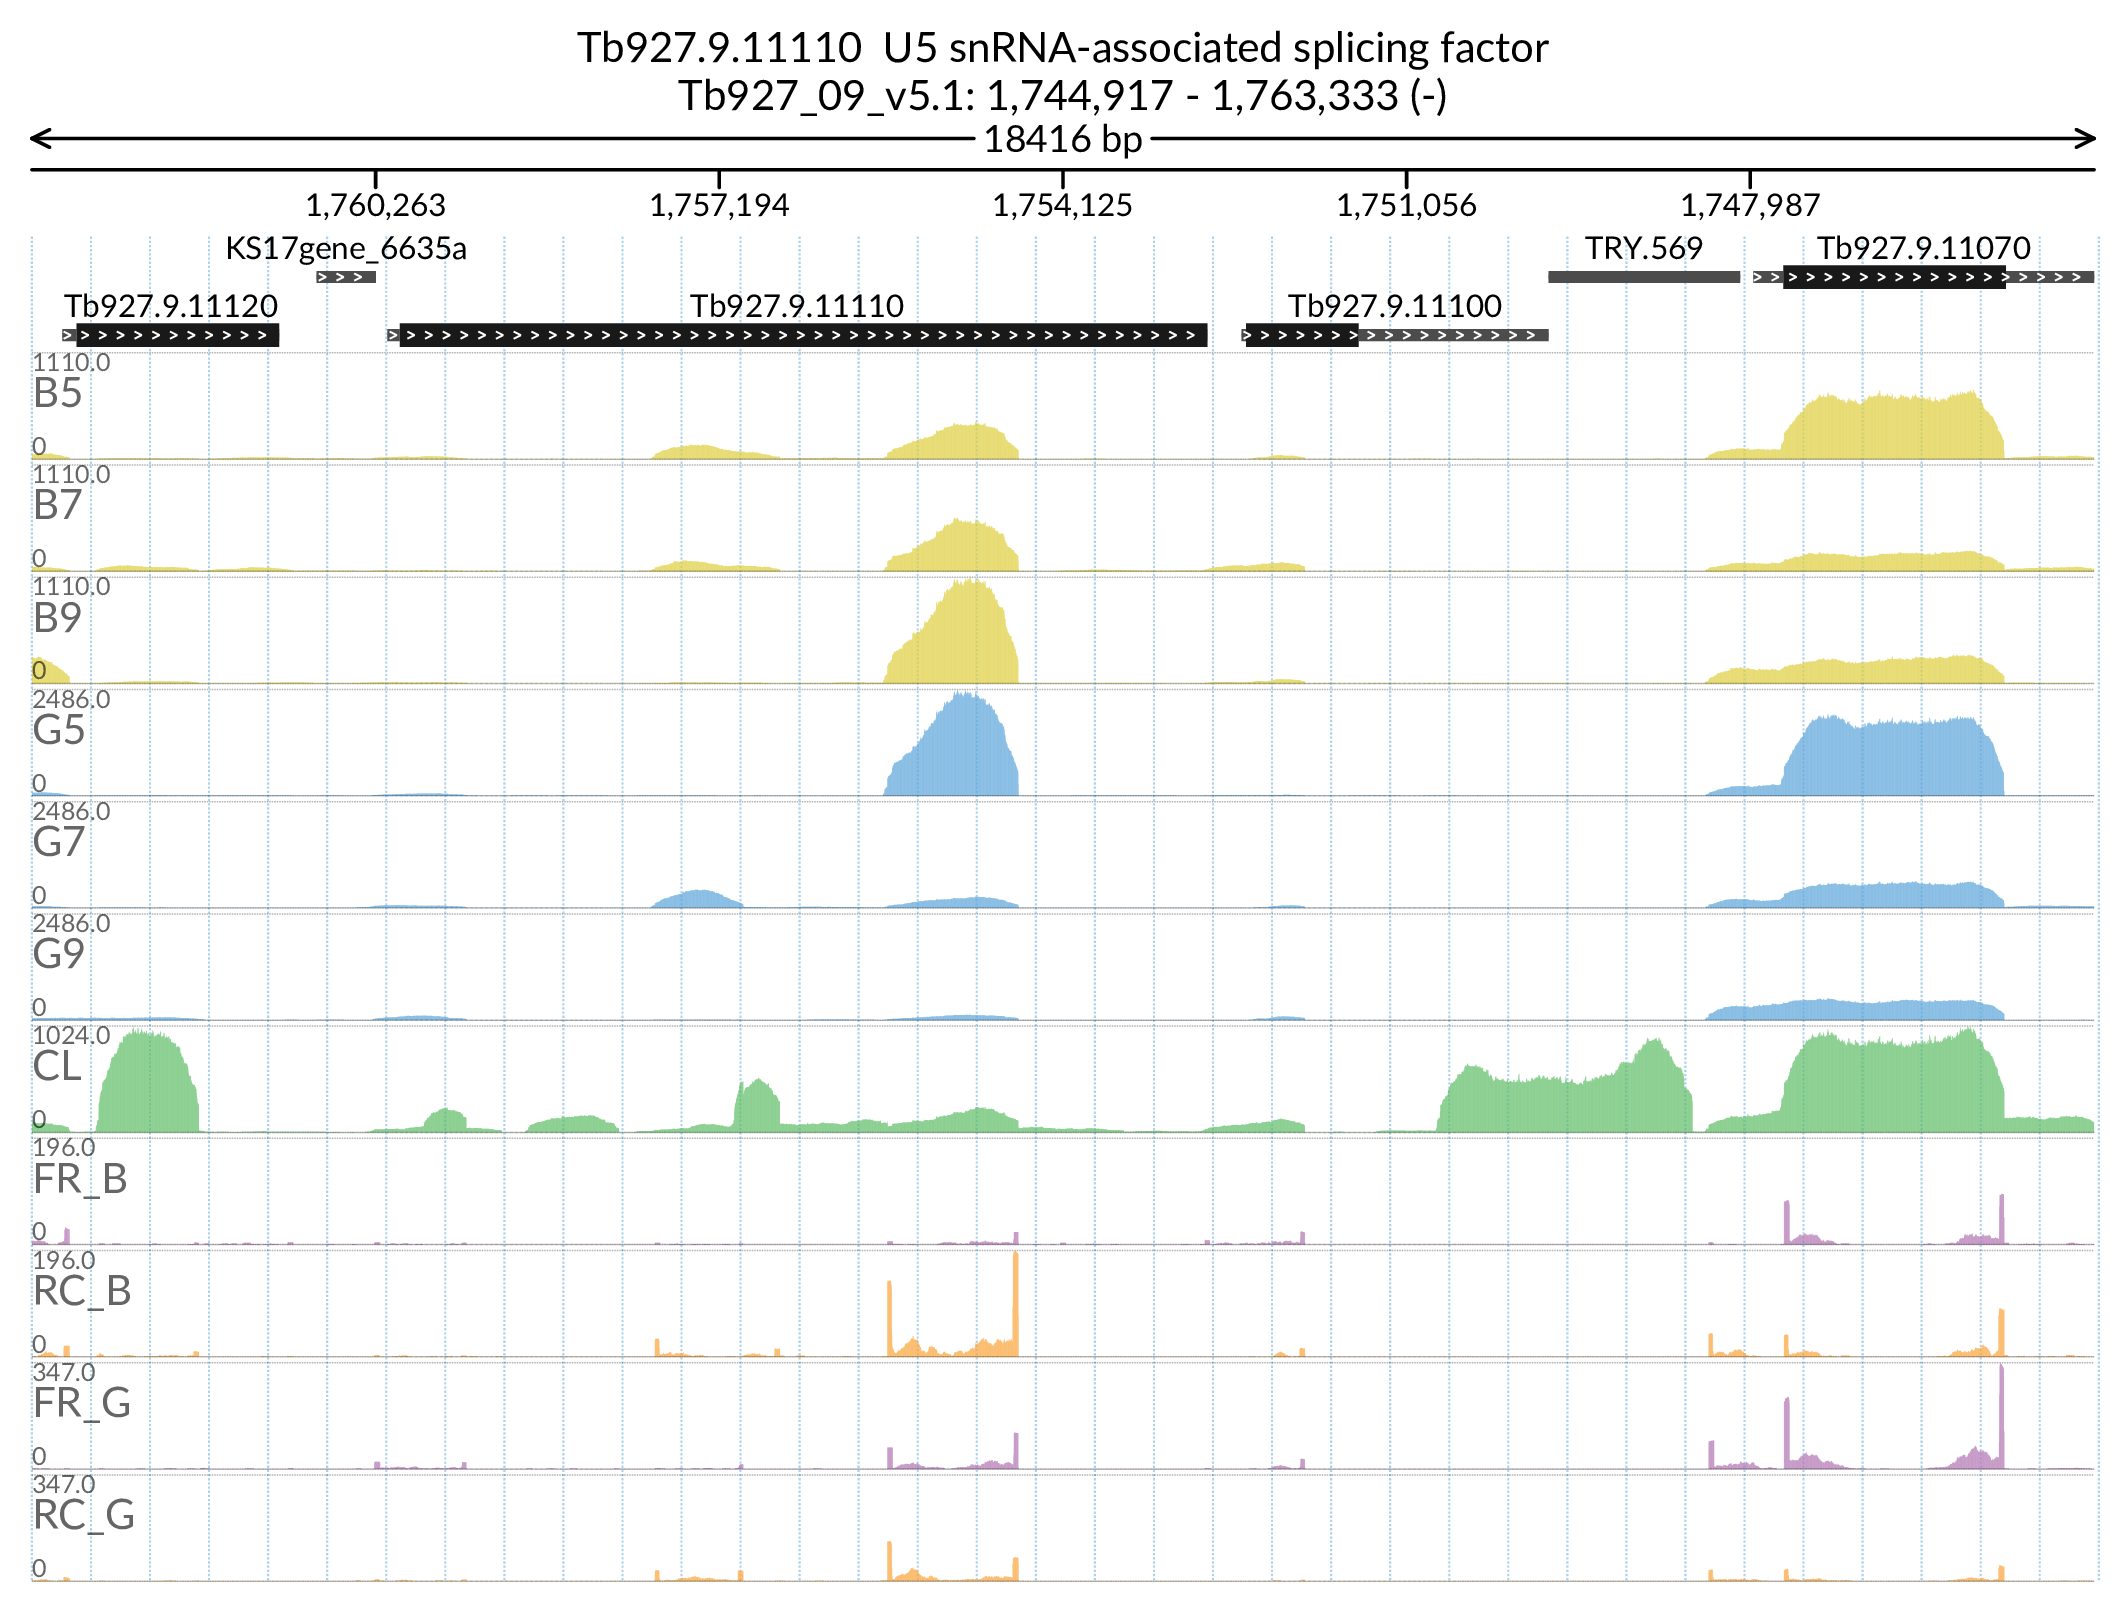 Tb927.9.11110  U5 snRNA-associated splicing factor
Tb927_09_v5.1: 1,744,917 - 1,763,333 (-)
18416 bp
1,760,263 1,757,194 1,754,125 1,751,056 1,747,987
KS17gene_6635a TRY.569 Tb927.9.11070
Tb927.9.11120 Tb927.9.11110 Tb927.9.11100
1110.0
B5
0
1110.0
B7
0
1110.0
B9
0
2486.0
G5
0
2486.0
G7
0
2486.0
G9
0
1024.0
CL
0
196.0
FR_B
0
196.0
RC_B
0
347.0
FR_G
0
347.0
RC_G
0